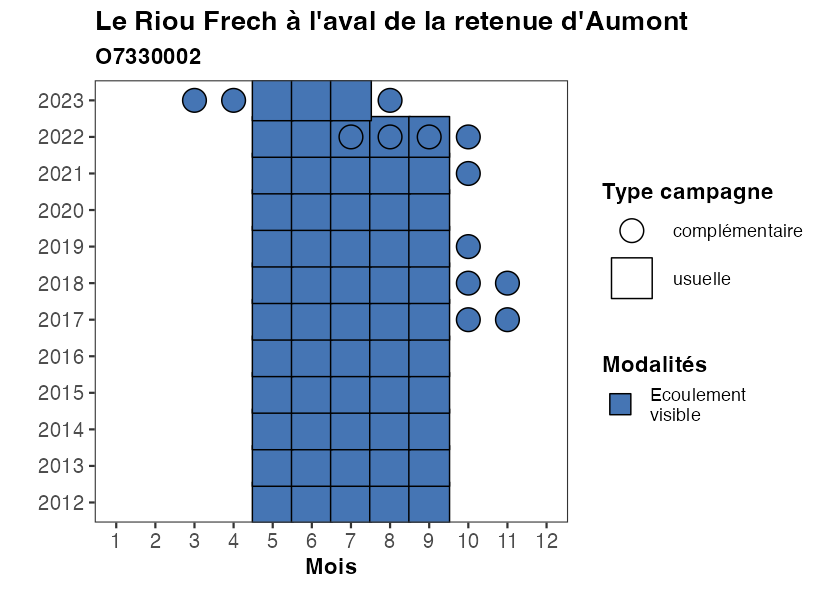 Le Riou Frech à l'aval de la retenue d'Aumont
O7330002
2023
2022
2021
2020
2019
2018
2017
2016
2015
2014
2013
2012
1 2 3 4 5 6 7 8 9 10 11 12
Mois
Type campagne
complémentaire
usuelle
Modalités
Ecoulement
visible